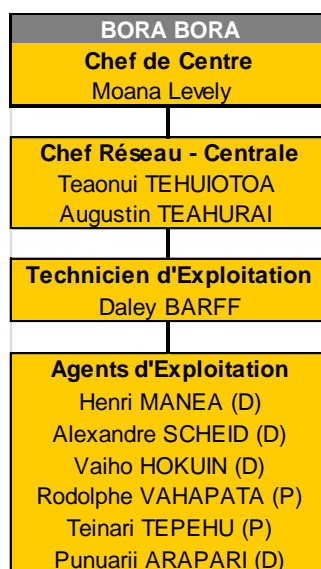 BORA BORA
Chef de Centre
Moana Levely
Chef Réseau - Centrale
Teaonui TEHUIOTOA
Augustin TEAHURAI
Technicien d'Exploitation
Daley BARFF
Agents d'Exploitation
Henri MANEA (D)
Alexandre SCHEID (D)
Vaiho HOKUIN (D)
Rodolphe VAHAPATA (P)
Teinari TEPEHU (P)
Punuarii ARAPARI (D)